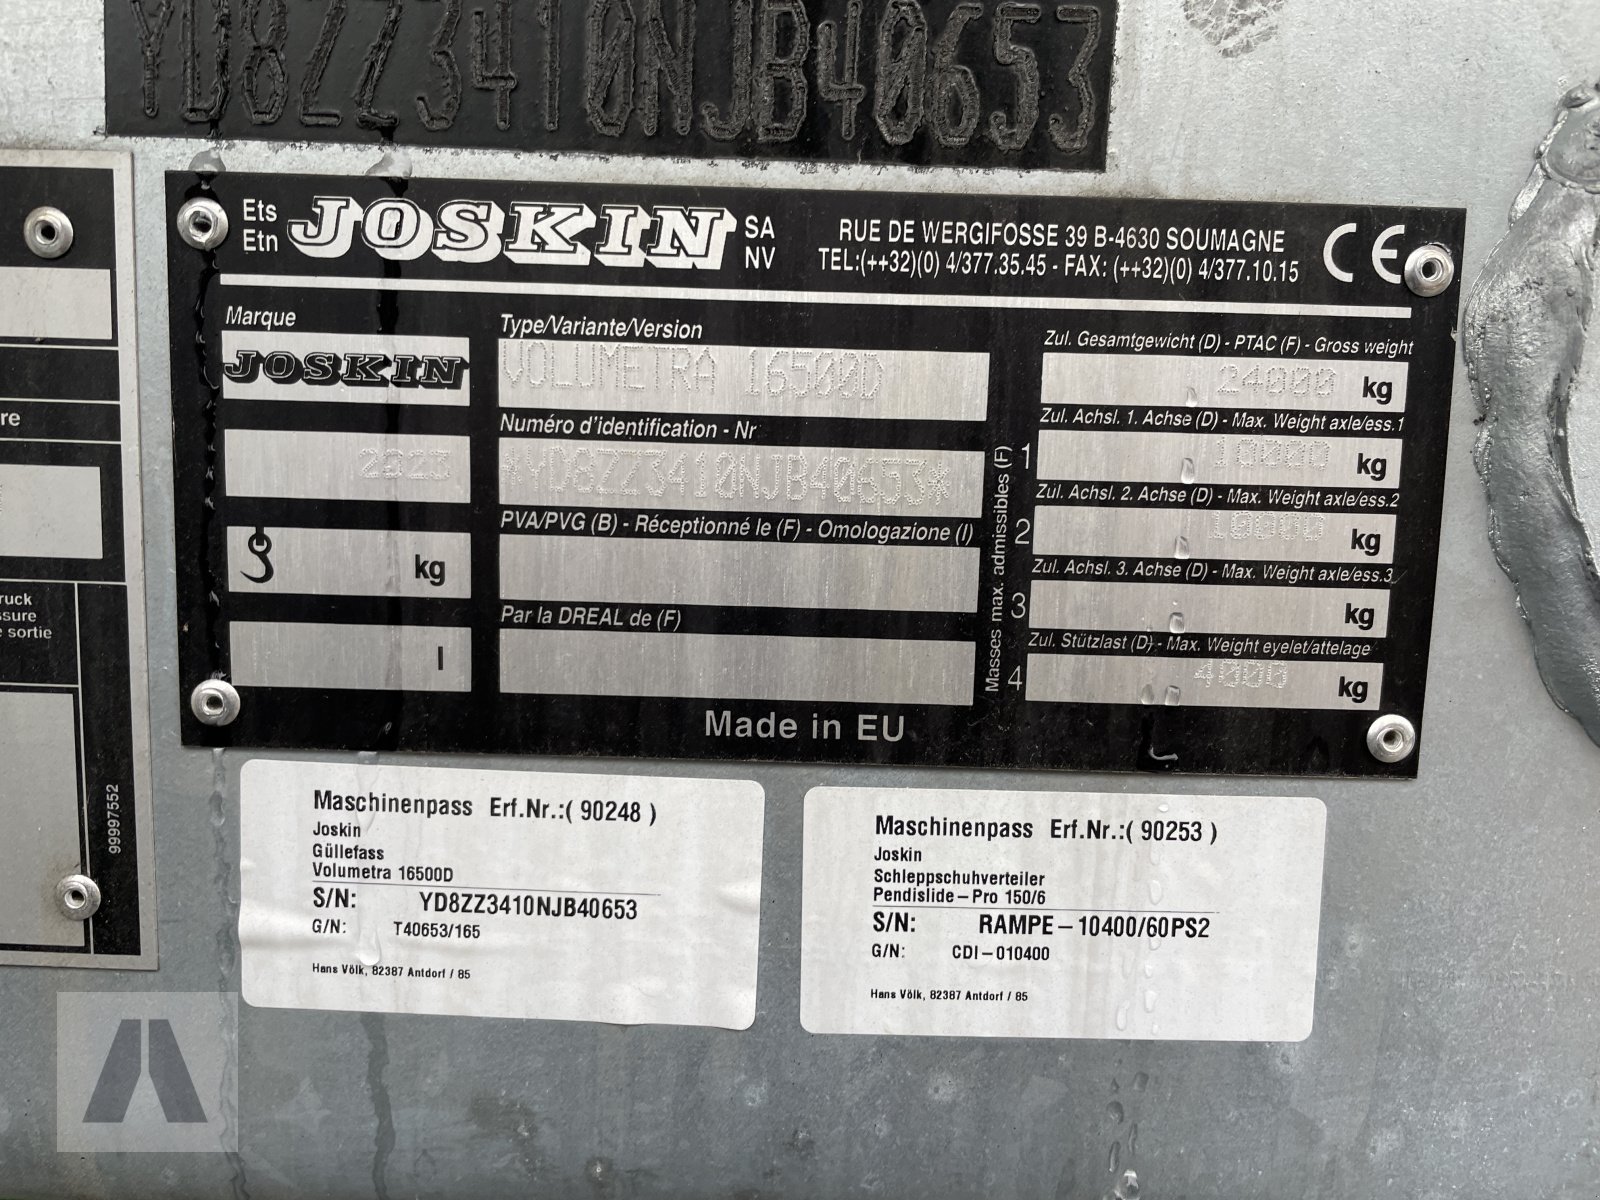 YD8ZZ3410NJB40653
Ets
Etn
JOSKIN
SA
NV
RUE DE WERGIFOSSE 39 B-4630 SOUMAGNE
TEL:(++32)(0) 4/377.35.45 - FAX: (++32)(0) 4/377.10.15
CE
Marque
JOSKIN
2023
kg
l
Type/Variante/Version
VOLUMETRA 16500D
Numéro d'identification - Nr
*YD8ZZ3410NJB40653*
PVA/PVG (B) - Réceptionné le (F) - Omologazione (I)
Par la DREAL de (F)
Masses max. admissibles (F)
Zul. Gesamtgewicht (D) - PTAC (F) - Gross weight
24000 kg
Zul. Achsl. 1. Achse (D) - Max. Weight axle/ess.1
1 10000 kg
Zul. Achsl. 2. Achse (D) - Max. Weight axle/ess.2
2 10000 kg
Zul. Achsl. 3. Achse (D) - Max. Weight axle/ess.3
3 kg
Zul. Stützlast (D) - Max. Weight eyelet/attelage
4 4000 kg
Made in EU
re
ruck
ssure
sortie
99997552
Maschinenpass Erf.Nr.:( 90248 )
Joskin
Güllefass
Volumetra 16500D
S/N: YD8ZZ3410NJB40653
G/N: T40653/165
Hans Völk, 82387 Antdorf / 85
Maschinenpass Erf.Nr.:( 90253 )
Joskin
Schleppschuhverteiler
Pendislide-Pro 150/6
S/N: RAMPE-10400/60PS2
G/N: CDI-010400
Hans Völk, 82387 Antdorf / 85